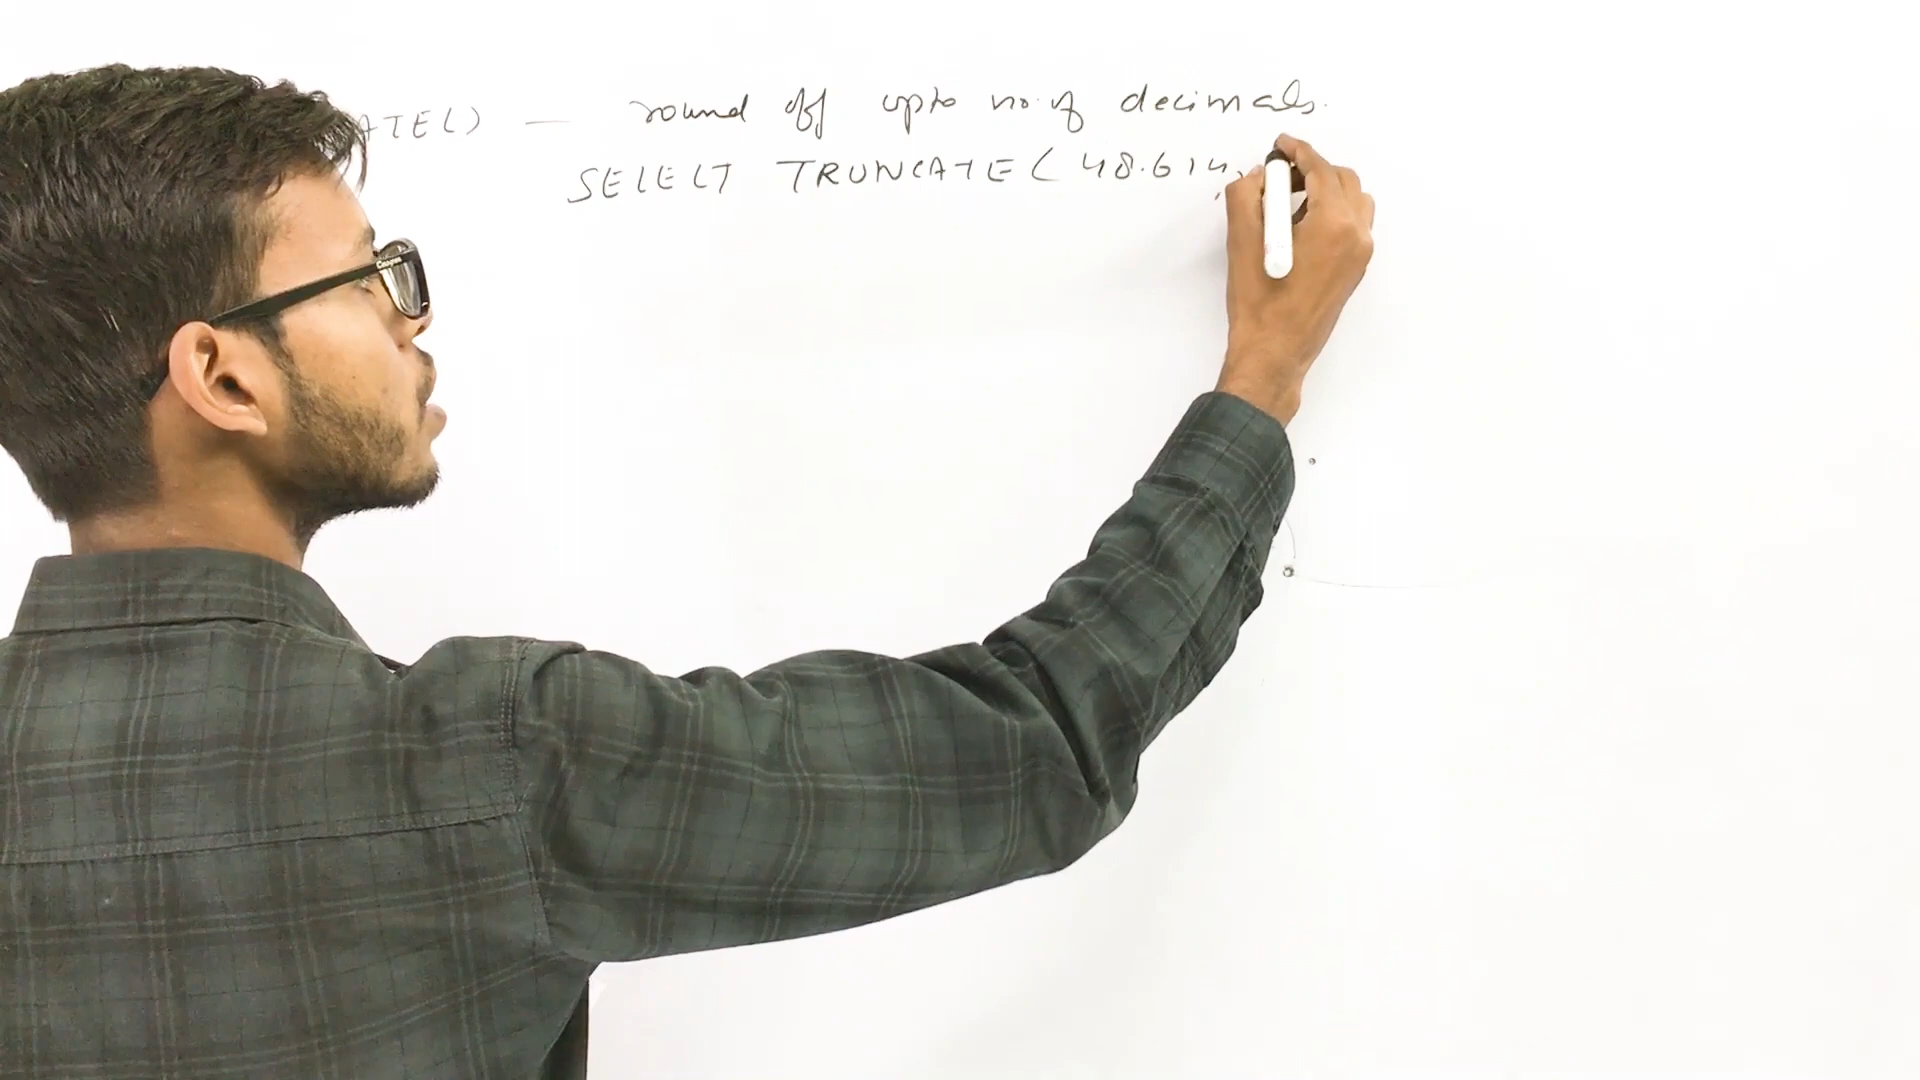 ATE() — round off upto no. of decimals.
SELECT TRUNCATE ( 48.614,